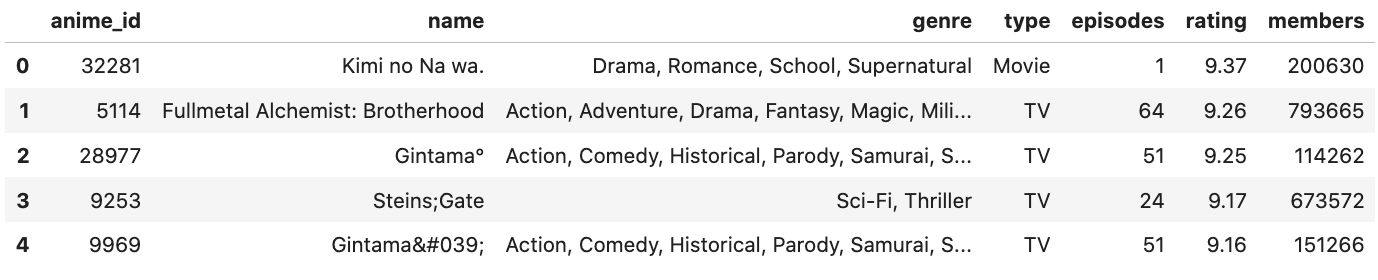 anime_id name genre type episodes rating members
0 32281 Kimi no Na wa. Drama, Romance, School, Supernatural Movie 1 9.37 200630
1 5114 Fullmetal Alchemist: Brotherhood Action, Adventure, Drama, Fantasy, Magic, Mili... TV 64 9.26 793665
2 28977 Gintama° Action, Comedy, Historical, Parody, Samurai, S... TV 51 9.25 114262
3 9253 Steins;Gate Sci-Fi, Thriller TV 24 9.17 673572
4 9969 Gintama&#039; Action, Comedy, Historical, Parody, Samurai, S... TV 51 9.16 151266